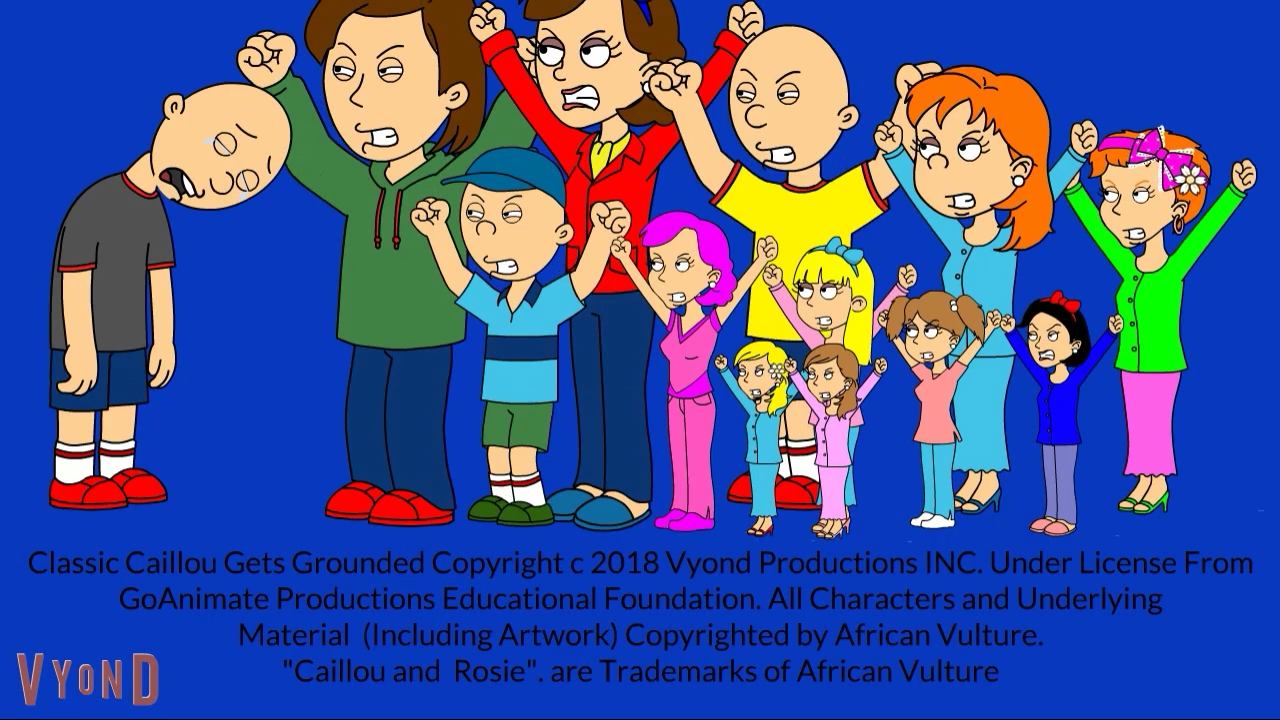 Classic Caillou Gets Grounded Copyright c 2018 Vyond Productions INC. Under License From
GoAnimate Productions Educational Foundation. All Characters and Underlying
Material (Including Artwork) Copyrighted by African Vulture.
"Caillou and Rosie". are Trademarks of African Vulture
VYOND